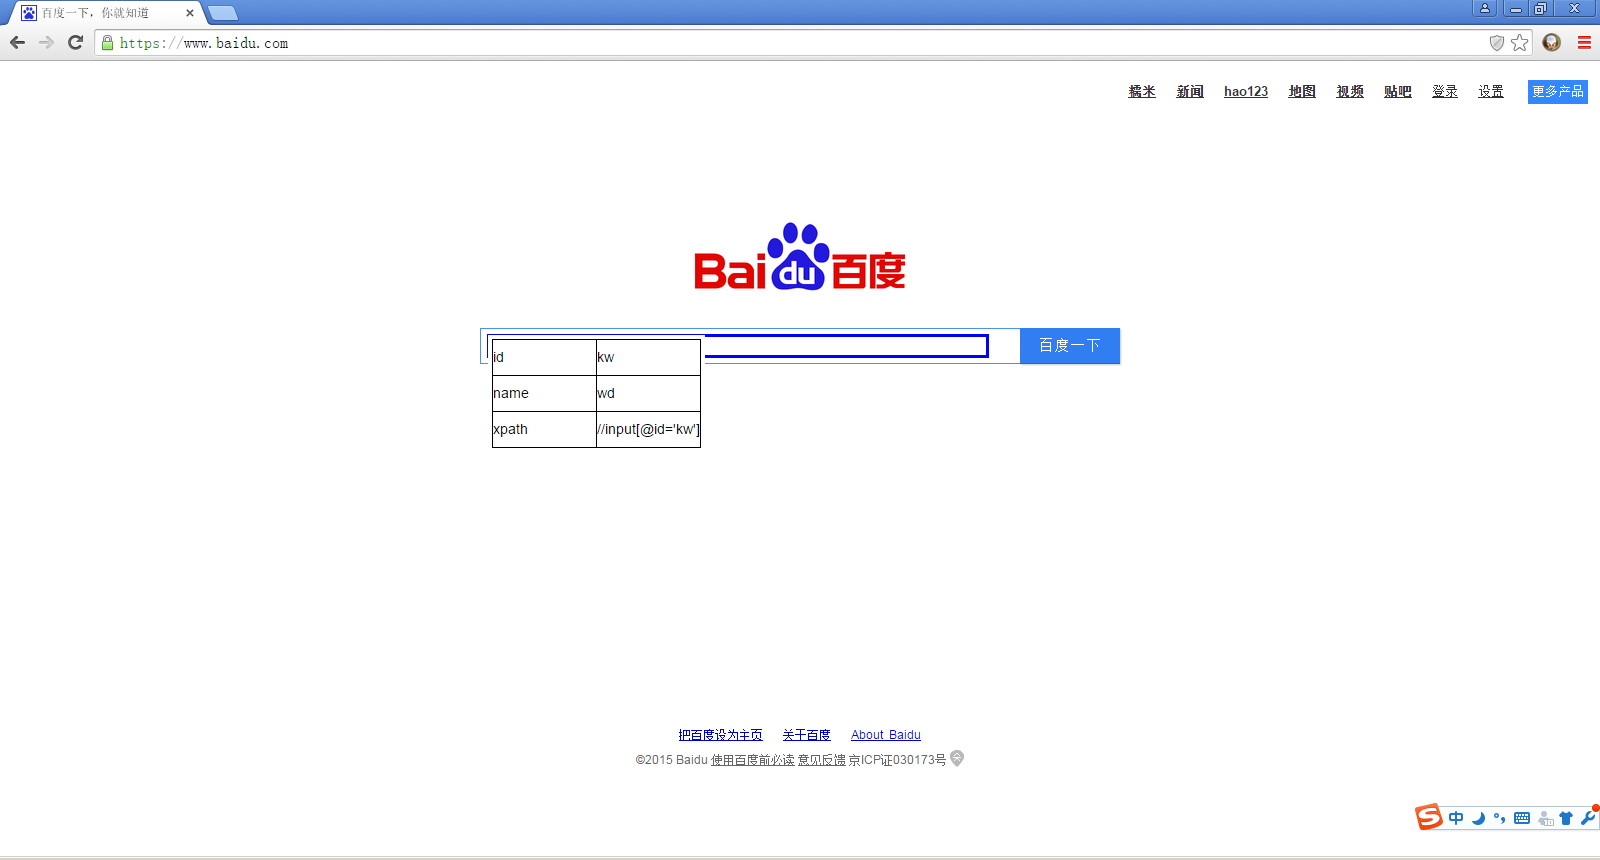 百度一下，你就知道
https://www.baidu.com
糯米 新闻 hao123 地图 视频 贴吧 登录 设置 更多产品
Bai du 百度
百度一下
id kw
name wd
xpath //input[@id='kw']
把百度设为主页 关于百度 About Baidu
©2015 Baidu 使用百度前必读 意见反馈 京ICP证030173号
S 中